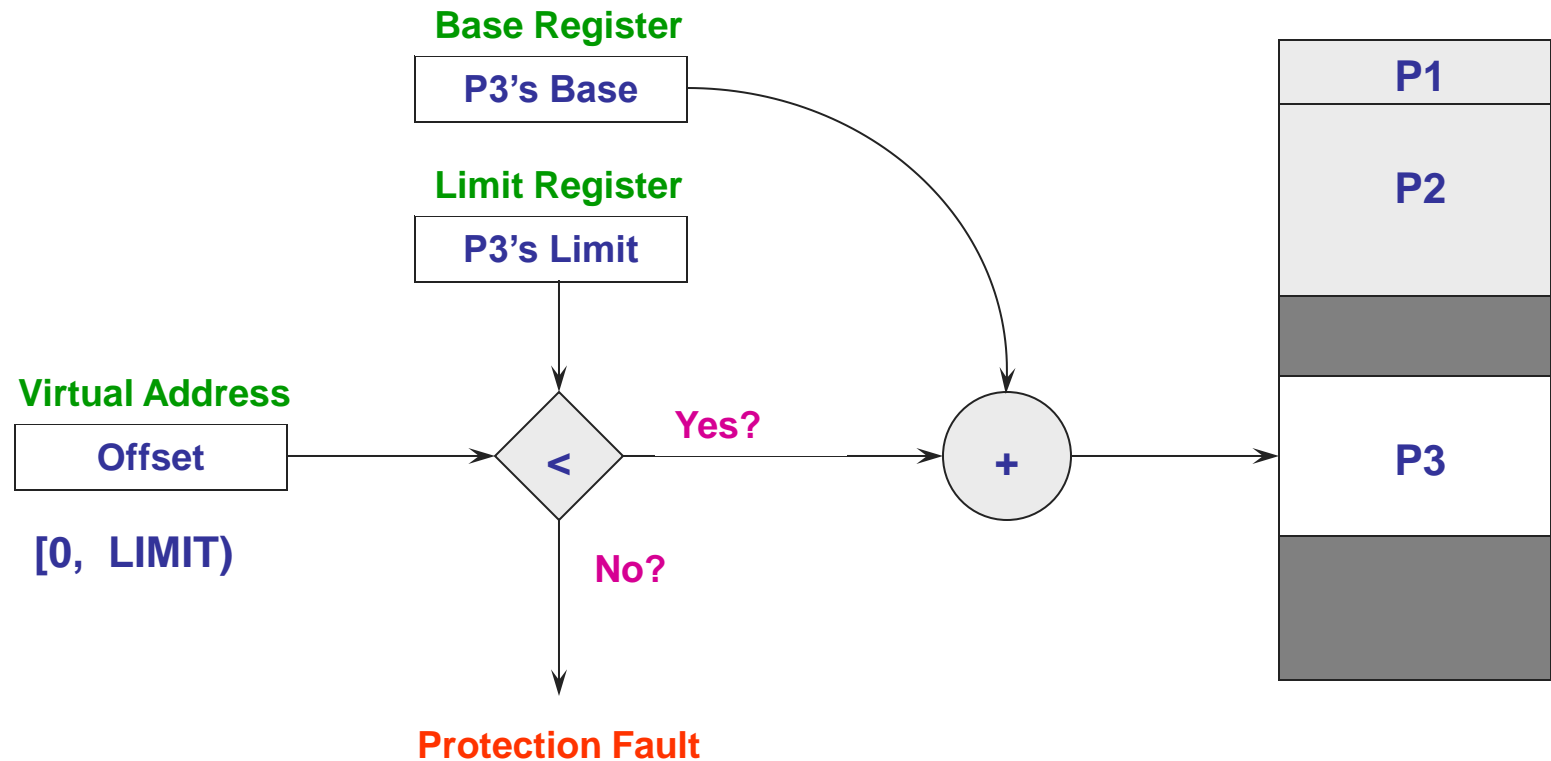 Base Register
P3’s Base
Limit Register
P3’s Limit
Virtual Address
Offset
[0, LIMIT)
<
Yes?
No?
+
Protection Fault
P1
P2
P3